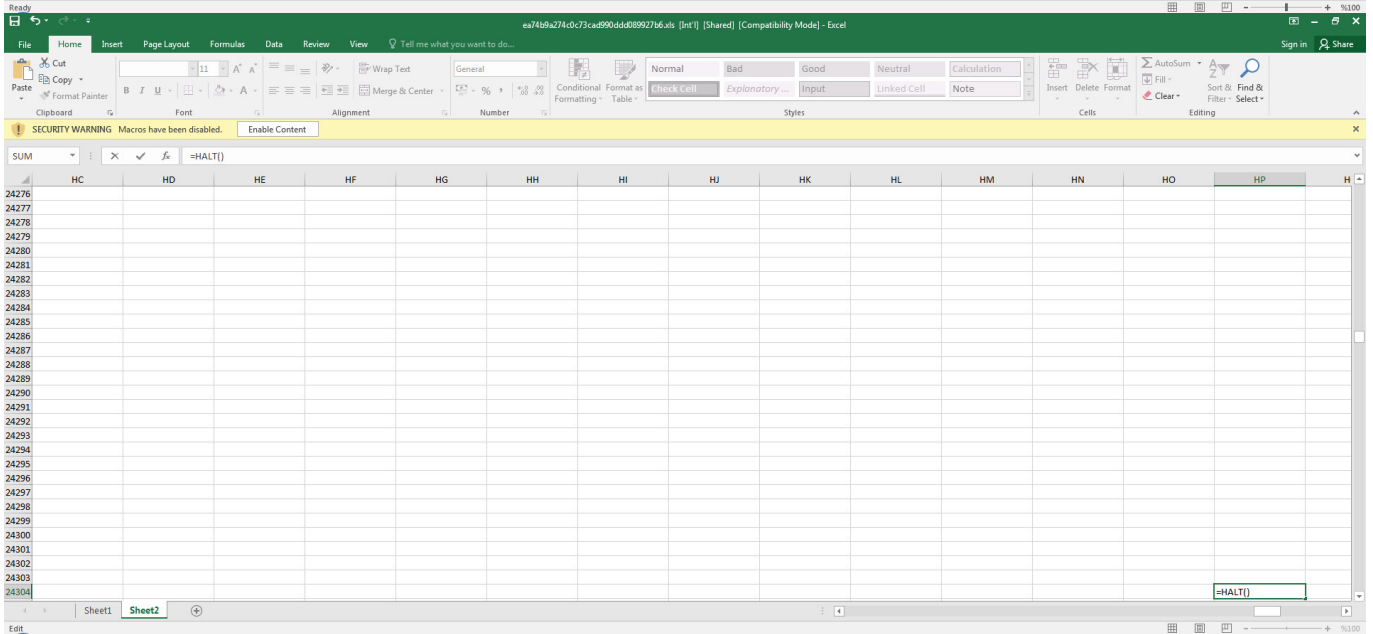 Ready %100
ea74b9a274c0c73cad990ddd089927b6.xls [Int'l] [Shared] [Compatibility Mode] - Excel
File Home Insert Page Layout Formulas Data Review View Tell me what you want to do... Sign in Share
Cut
Copy
Format Painter
Paste
Clipboard
11
B I U
Font
Wrap Text
Merge & Center
Alignment
General
%
Number
Conditional Formatting
Format as Table
Normal Bad Good Neutral Calculation
Check Cell Explanatory ... Input Linked Cell Note
Styles
Insert Delete Format
Cells
AutoSum
Fill
Clear
Sort & Filter
Find & Select
Editing
SECURITY WARNING Macros have been disabled. Enable Content
SUM fx =HALT()
HC HD HE HF HG HH HI HJ HK HL HM HN HO HP H
24276
24277
24278
24279
24280
24281
24282
24283
24284
24285
24286
24287
24288
24289
24290
24291
24292
24293
24294
24295
24296
24297
24298
24299
24300
24301
24302
24303
24304 =HALT()
Sheet1 Sheet2
Edit %100